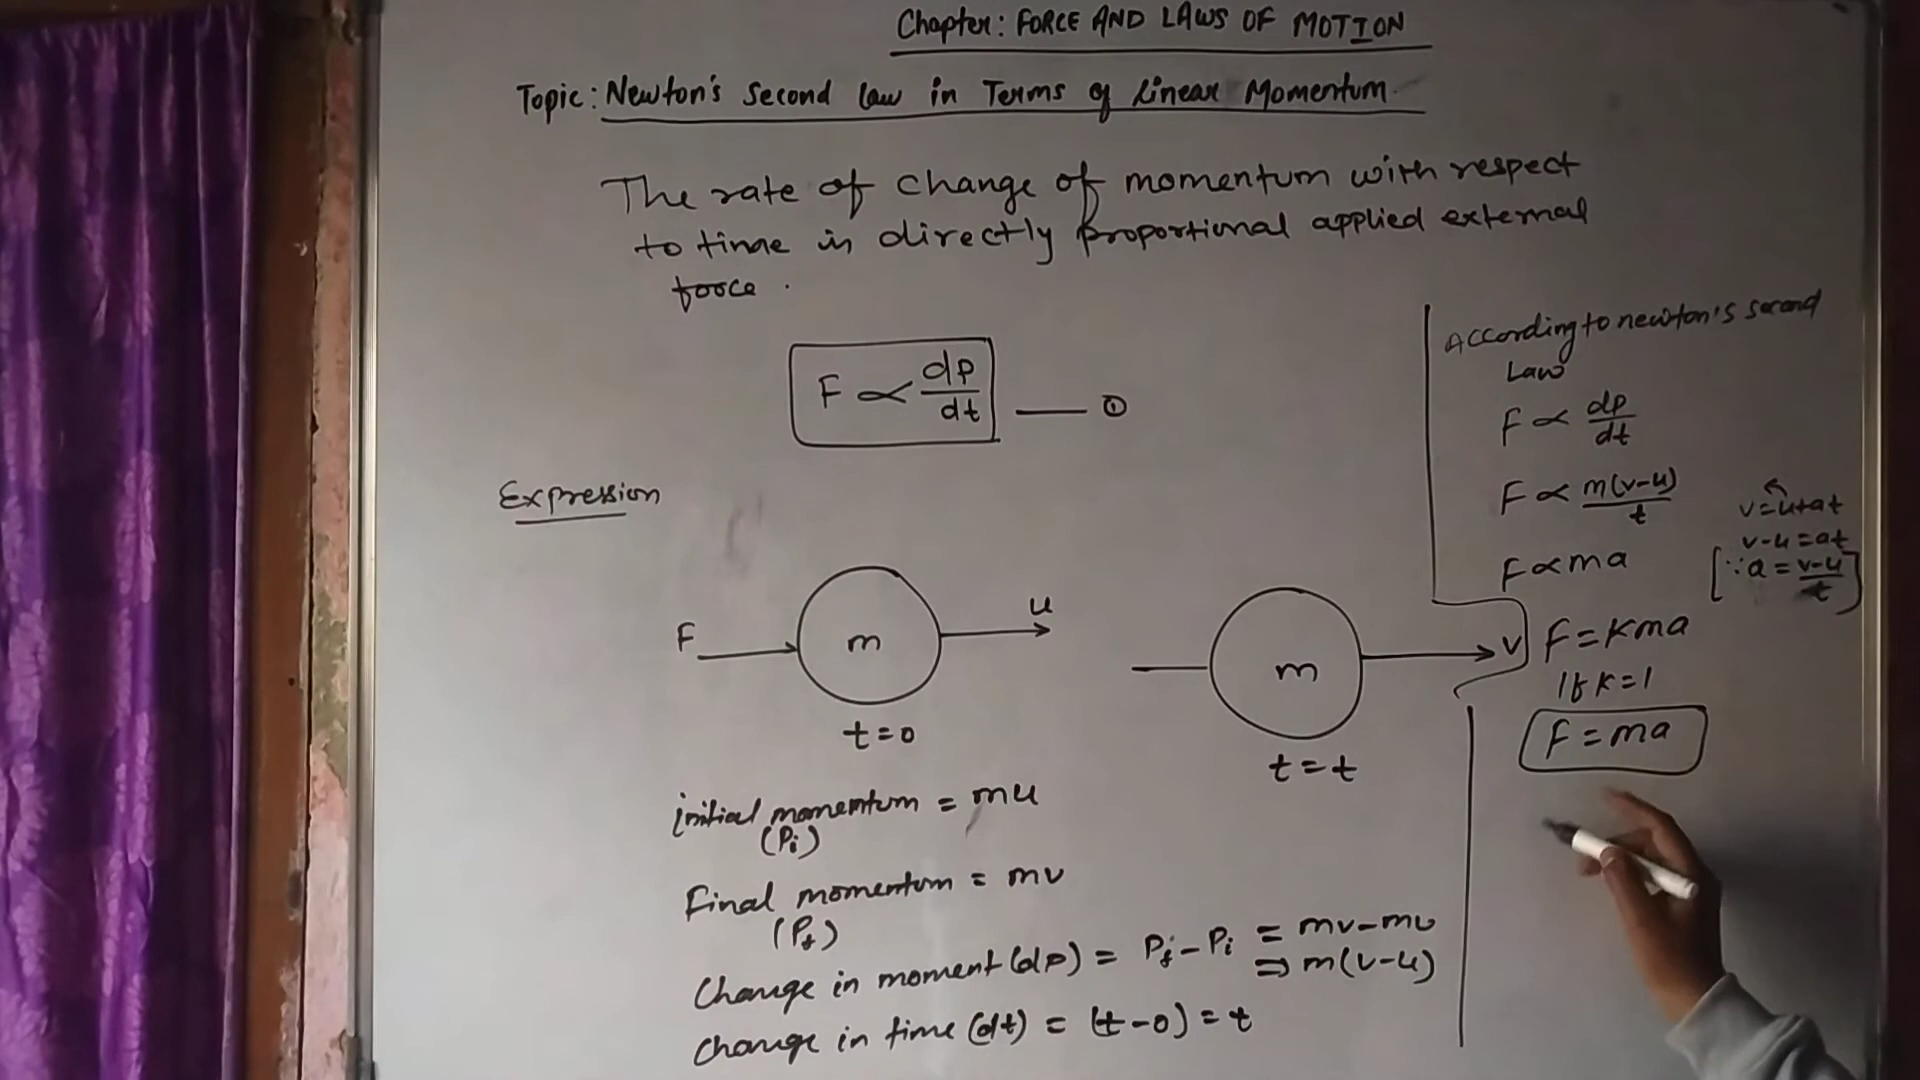 Chapter: FORCE AND LAWS OF MOTION
Topic: Newton's Second law in Terms of Linear Momentum.
The rate of change of momentum with respect
to time is directly proportional applied external
force.
F ∝ dp/dt —— ①
Expression
F
m
u
t=0
m
v
t=t
initial momentum = mu
(Pi)
Final momentum = mv
(Pf)
Change in moment (dp) = Pf - Pi = mv-mu
⇒ m(v-u)
Change in time (dt) = (t-0) = t
According to newton's second
Law
F ∝ dp/dt
F ∝ m(v-u)/t
v=u+at
v-u=at
F∝ma
[∵a = v-u/t]
F=Kma
If K=1
F=ma